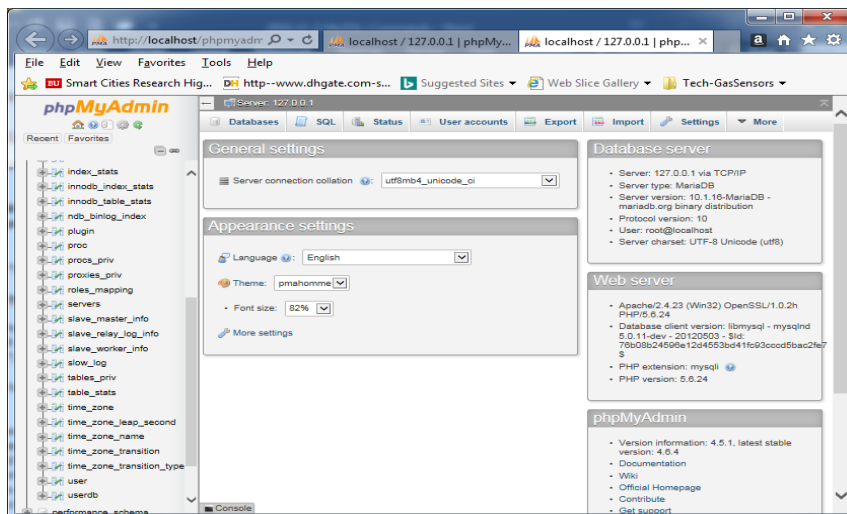 http://localhost/phpmyadm
localhost / 127.0.0.1 | phpMy...
localhost / 127.0.0.1 | php...
File Edit View Favorites Tools Help
Smart Cities Research Hig...
http--www.dhgate.com-s...
Suggested Sites
Web Slice Gallery
Tech-GasSensors
phpMyAdmin
Recent Favorites
index_stats
innodb_index_stats
innodb_table_stats
ndb_binlog_index
plugin
proc
procs_priv
proxies_priv
roles_mapping
servers
slave_master_info
slave_relay_log_info
slave_worker_info
slow_log
tables_priv
table_stats
time_zone
time_zone_leap_second
time_zone_name
time_zone_transition
time_zone_transition_type
user
userdb
performance_schema
Server: 127.0.0.1
Databases SQL Status User accounts Export Import Settings More
General settings
Server connection collation : utf8mb4_unicode_ci
Appearance settings
Language : English
Theme: pmahomme
Font size: 82%
More settings
Console
Database server
Server: 127.0.0.1 via TCP/IP
Server type: MariaDB
Server version: 10.1.16-MariaDB -
mariadb.org binary distribution
Protocol version: 10
User: root@localhost
Server charset: UTF-8 Unicode (utf8)
Web server
Apache/2.4.23 (Win32) OpenSSL/1.0.2h
PHP/5.6.24
Database client version: libmysql - mysqlnd
5.0.11-dev - 20120503 - $Id:
76b08b24596e12d4553bd41fc93cccd5bac2fe7
$
PHP extension: mysqli
PHP version: 5.6.24
phpMyAdmin
Version information: 4.5.1, latest stable
version: 4.6.4
Documentation
Wiki
Official Homepage
Contribute
Get support